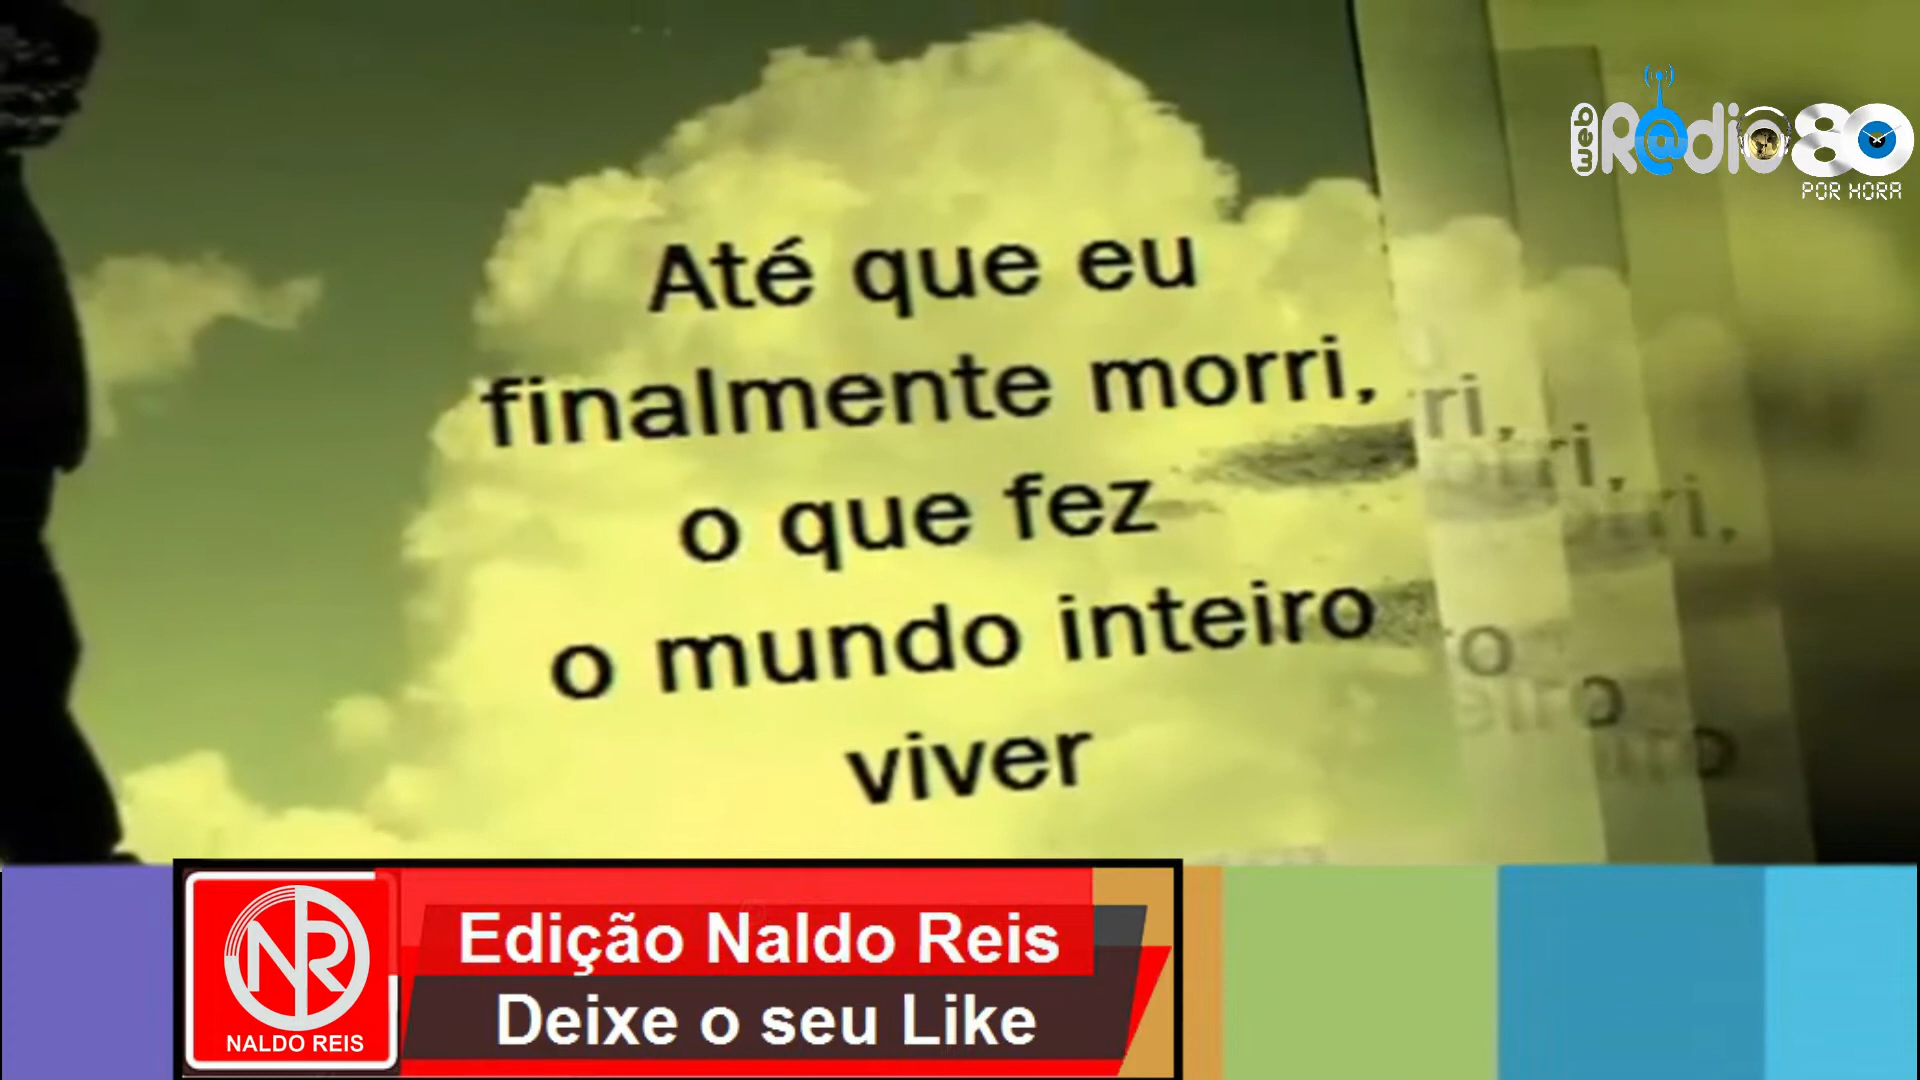 web
R@dio 80
POR HORA
Até que eu
finalmente morri,
o que fez
o mundo inteiro
viver
Edição Naldo Reis
Deixe o seu Like
NR
NALDO REIS